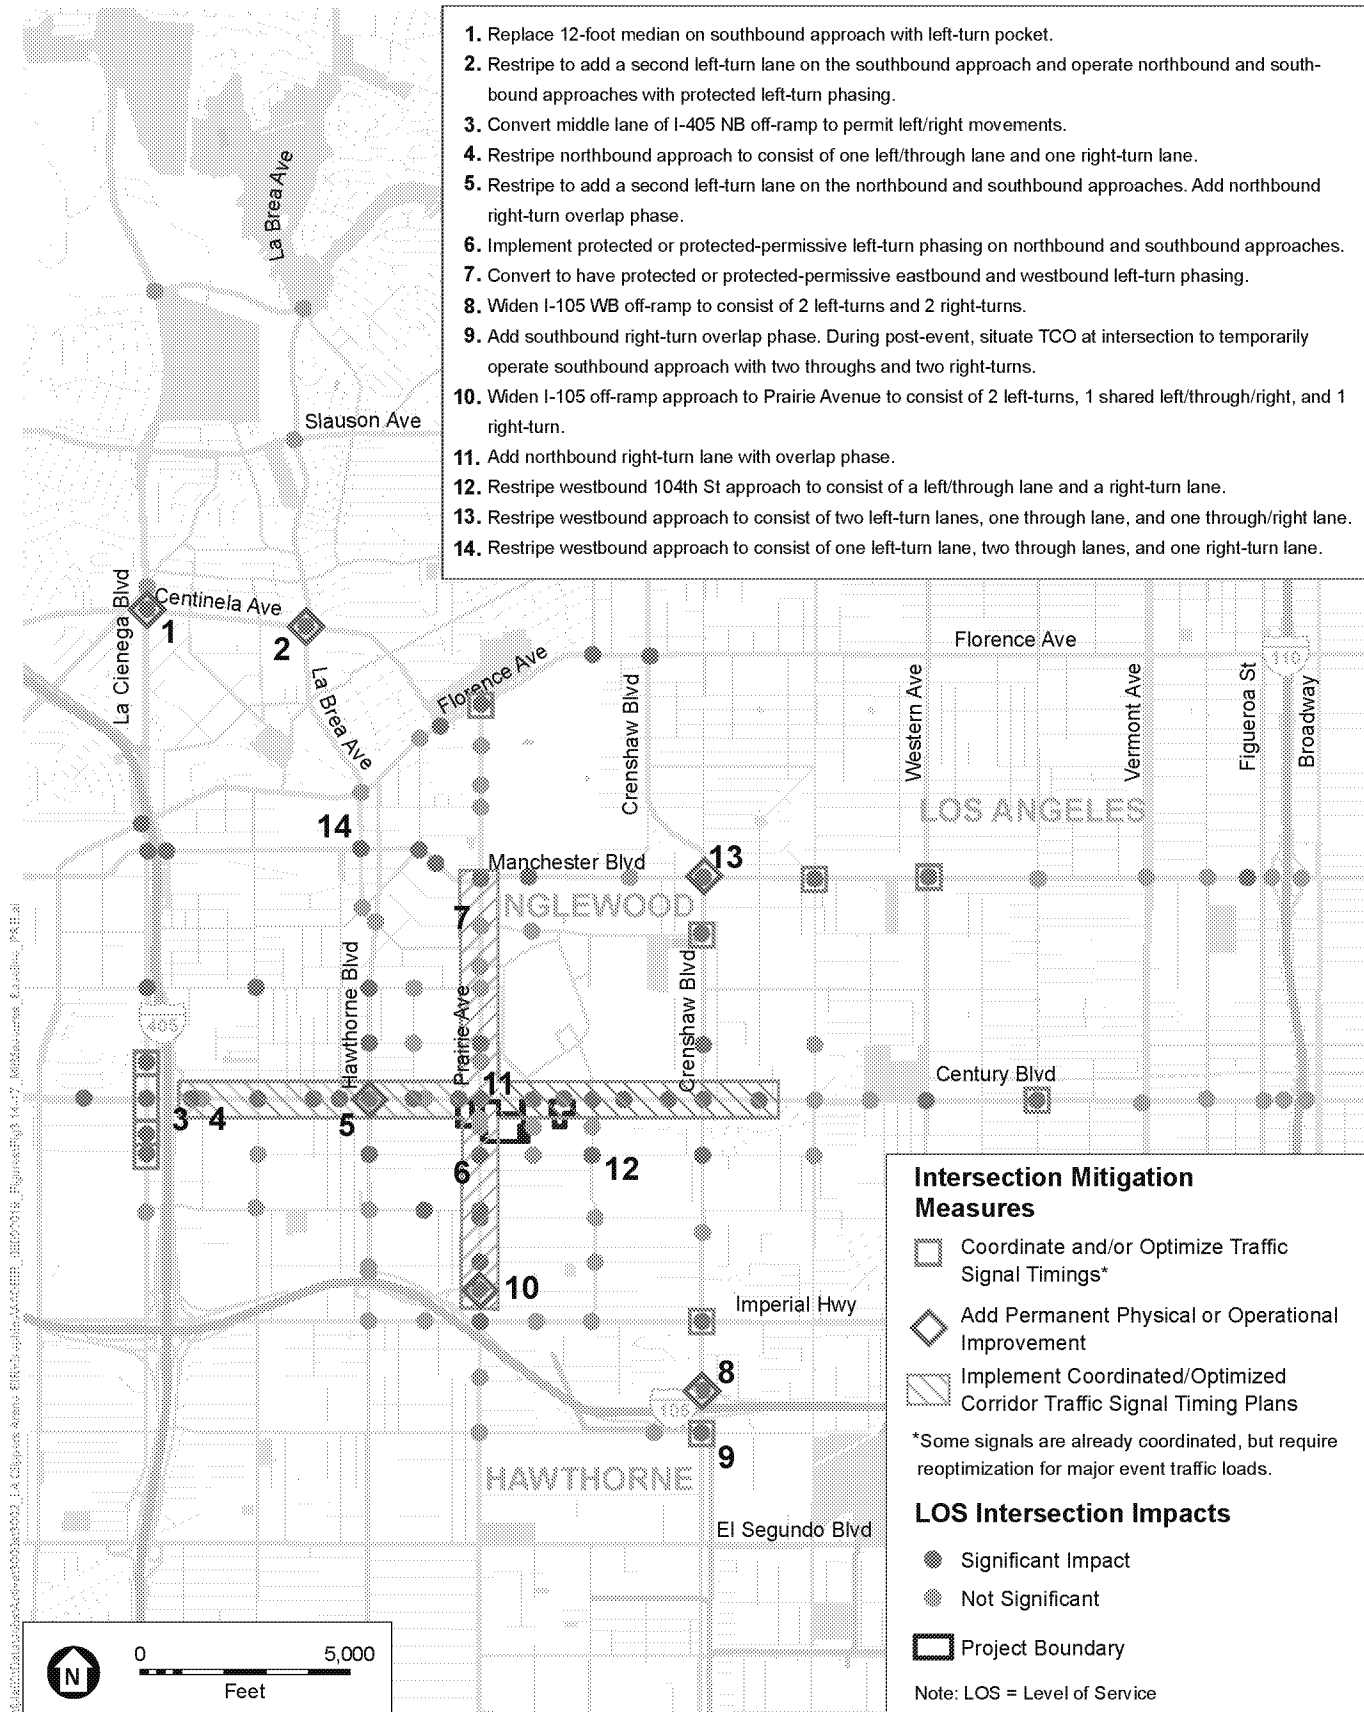 1. Replace 12-foot median on southbound approach with left-turn pocket.
2. Restripe to add a second left-turn lane on the southbound approach and operate northbound and south-
bound approaches with protected left-turn phasing.
3. Convert middle lane of I-405 NB off-ramp to permit left/right movements.
4. Restripe northbound approach to consist of one left/through lane and one right-turn lane.
5. Restripe to add a second left-turn lane on the northbound and southbound approaches. Add northbound
right-turn overlap phase.
6. Implement protected or protected-permissive left-turn phasing on northbound and southbound approaches.
7. Convert to have protected or protected-permissive eastbound and westbound left-turn phasing.
8. Widen I-105 WB off-ramp to consist of 2 left-turns and 2 right-turns.
9. Add southbound right-turn overlap phase. During post-event, situate TCO at intersection to temporarily
operate southbound approach with two throughs and two right-turns.
10. Widen I-105 off-ramp approach to Prairie Avenue to consist of 2 left-turns, 1 shared left/through/right, and 1
right-turn.
11. Add northbound right-turn lane with overlap phase.
12. Restripe westbound 104th St approach to consist of a left/through lane and a right-turn lane.
13. Restripe westbound approach to consist of two left-turn lanes, one through lane, and one through/right lane.
14. Restripe westbound approach to consist of one left-turn lane, two through lanes, and one right-turn lane.
La Brea Ave
Slauson Ave
La Cienega Blvd
Centinela Ave
1
2
La Brea Ave
Florence Ave
Florence Ave
Crenshaw Blvd
Western Ave
Vermont Ave
Figueroa St
110
Broadway
LOS ANGELES
14
Manchester Blvd
13
7
NGLEWOOD
Hawthorne Blvd
Prairie Ave
Crenshaw Blvd
405
Century Blvd
3
4
5
11
6
12
10
Imperial Hwy
8
105
9
HAWTHORNE
El Segundo Blvd
Intersection Mitigation
Measures
Coordinate and/or Optimize Traffic
Signal Timings*
Add Permanent Physical or Operational
Improvement
Implement Coordinated/Optimized
Corridor Traffic Signal Timing Plans
*Some signals are already coordinated, but require
reoptimization for major event traffic loads.
LOS Intersection Impacts
Significant Impact
Not Significant
Project Boundary
Note: LOS = Level of Service
N
0
5,000
Feet